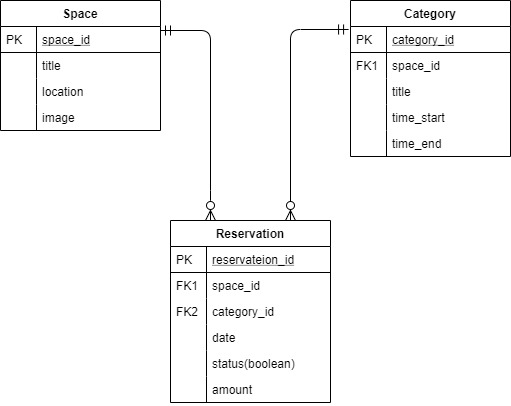 Space
PK space_id
title
location
image
Category
PK category_id
FK1 space_id
title
time_start
time_end
Reservation
PK reservateion_id
FK1 space_id
FK2 category_id
date
status(boolean)
amount